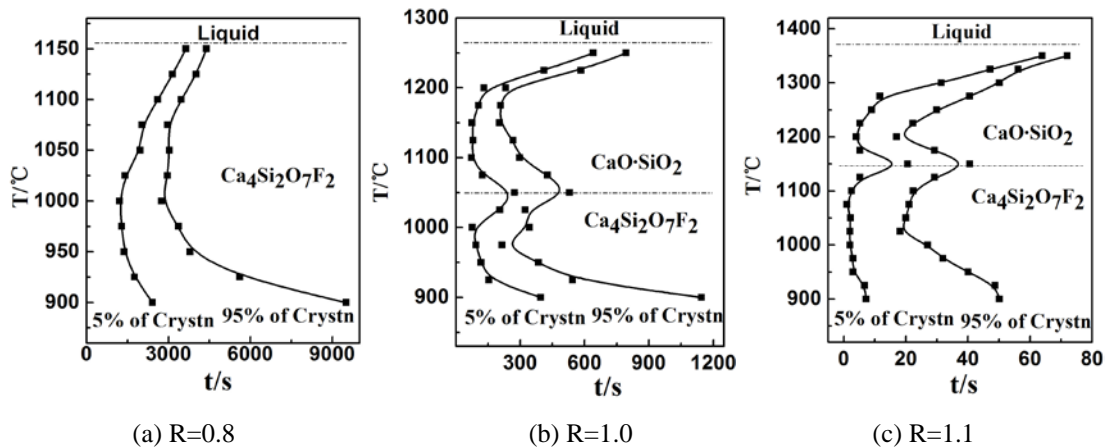 Liquid
1150
1100
1050
1000
950
900
T/℃
Ca4Si2O7F2
5% of Crystn 95% of Crystn
0 3000 6000 9000
t/s
(a) R=0.8
1300
1200
1100
1000
900
T/℃
Liquid
CaO·SiO2
Ca4Si2O7F2
5% of Crystn 95% of Crystn
300 600 900 1200
t/s
(b) R=1.0
1400
1300
1200
1100
1000
900
T/℃
Liquid
CaO·SiO2
Ca4Si2O7F2
5% of Crystn 95% of Crystn
0 20 40 60 80
t/s
(c) R=1.1